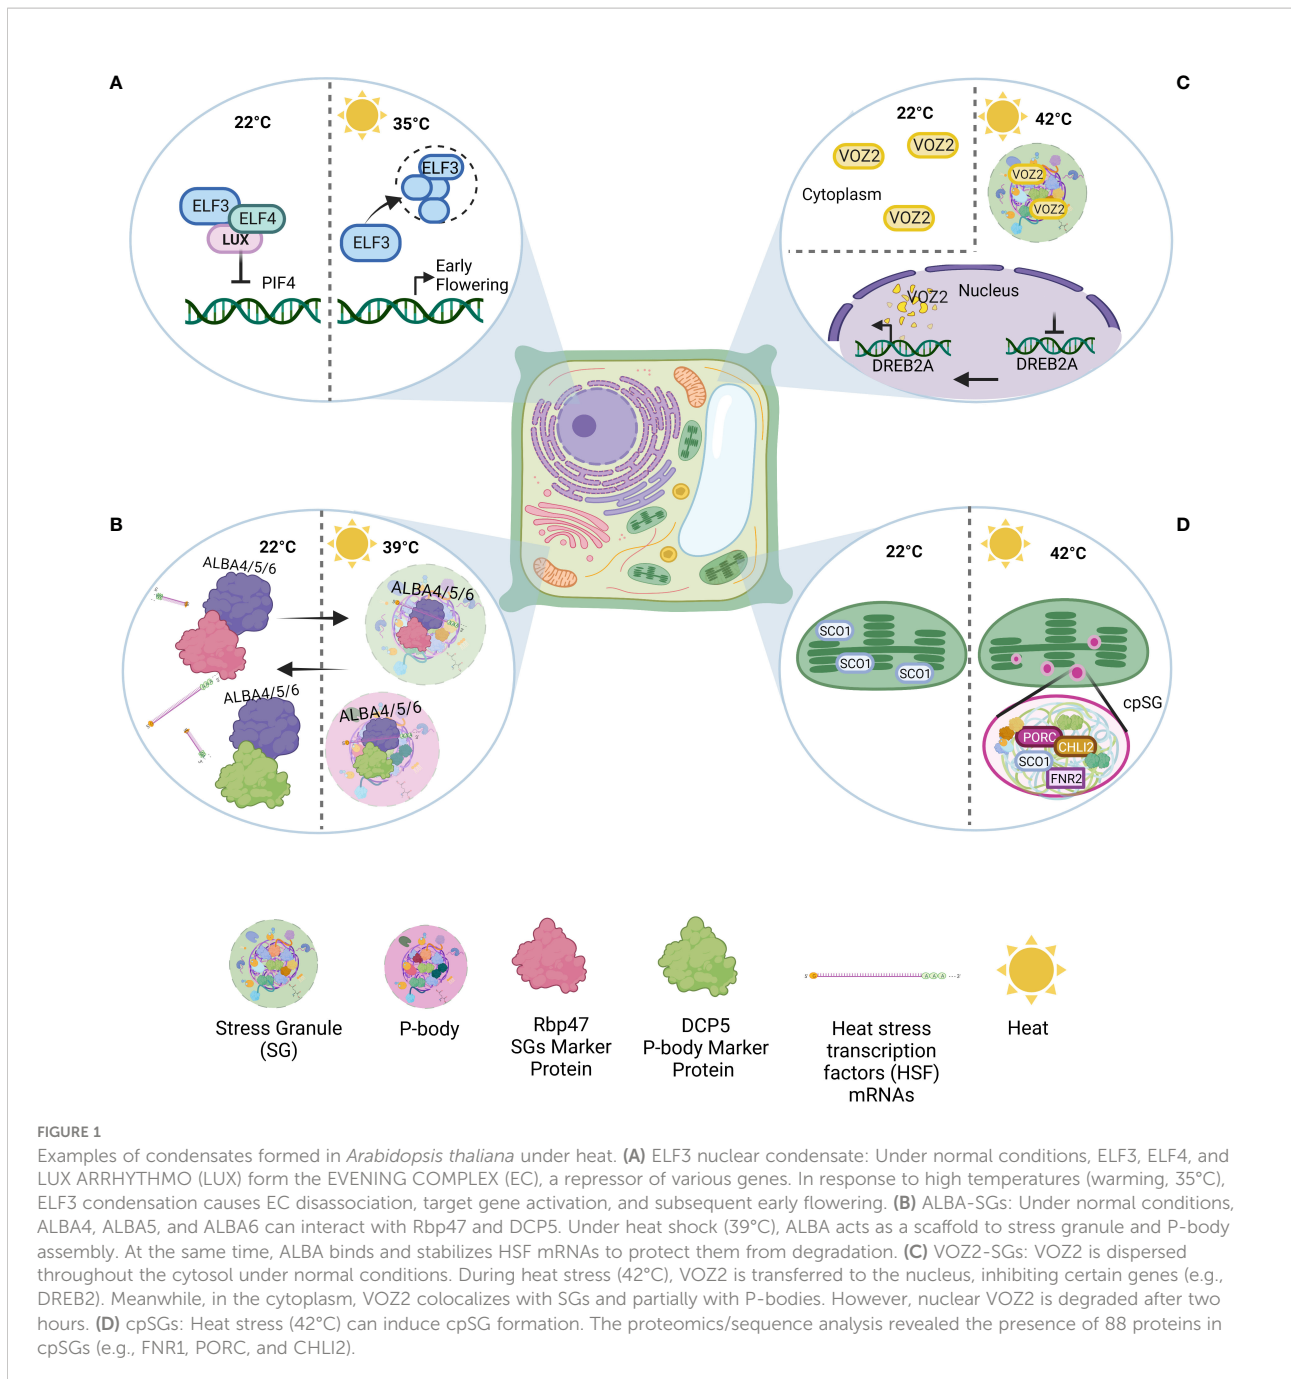 A
22°C
35°C
ELF3
ELF4
LUX
PIF4
ELF3
ELF3
Early
Flowering
C
22°C
42°C
VOZ2
VOZ2
VOZ2
Cytoplasm
VOZ2
VOZ2
Nucleus
VOZ2
DREB2A
DREB2A
B
22°C
39°C
ALBA4/5/6
ALBA4/5/6
ALBA4/5/6
ALBA4/5/6
D
22°C
42°C
SCO1
SCO1
SCO1
cpSG
PORC
CHLI2
SCO1
FNR2
Stress Granule
(SG)
P-body
Rbp47
SGs Marker
Protein
DCP5
P-body Marker
Protein
Heat stress
transcription
factors (HSF)
mRNAs
Heat
FIGURE 1
Examples of condensates formed in Arabidopsis thaliana under heat. (A) ELF3 nuclear condensate: Under normal conditions, ELF3, ELF4, and
LUX ARRHYTHMO (LUX) form the EVENING COMPLEX (EC), a repressor of various genes. In response to high temperatures (warming, 35°C),
ELF3 condensation causes EC disassociation, target gene activation, and subsequent early flowering. (B) ALBA-SGs: Under normal conditions,
ALBA4, ALBA5, and ALBA6 can interact with Rbp47 and DCP5. Under heat shock (39°C), ALBA acts as a scaffold to stress granule and P-body
assembly. At the same time, ALBA binds and stabilizes HSF mRNAs to protect them from degradation. (C) VOZ2-SGs: VOZ2 is dispersed
throughout the cytosol under normal conditions. During heat stress (42°C), VOZ2 is transferred to the nucleus, inhibiting certain genes (e.g.,
DREB2). Meanwhile, in the cytoplasm, VOZ2 colocalizes with SGs and partially with P-bodies. However, nuclear VOZ2 is degraded after two
hours. (D) cpSGs: Heat stress (42°C) can induce cpSG formation. The proteomics/sequence analysis revealed the presence of 88 proteins in
cpSGs (e.g., FNR1, PORC, and CHLI2).